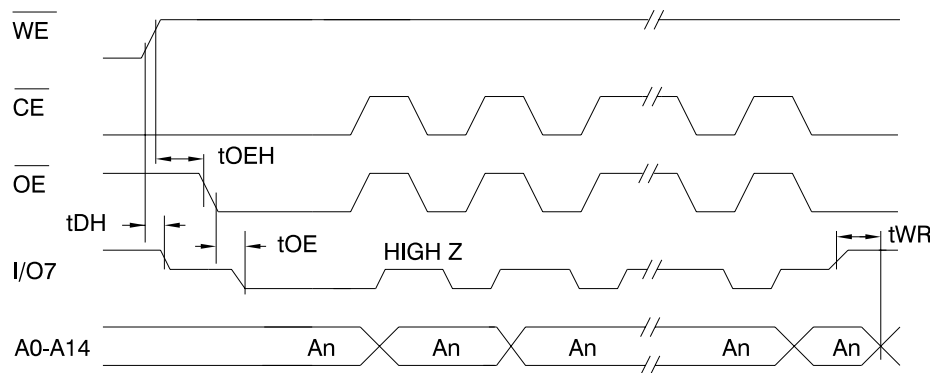 WE
CE
tOEH
OE
tDH
tOE
tWR
HIGH Z
I/O7
A0-A14 An An An An An